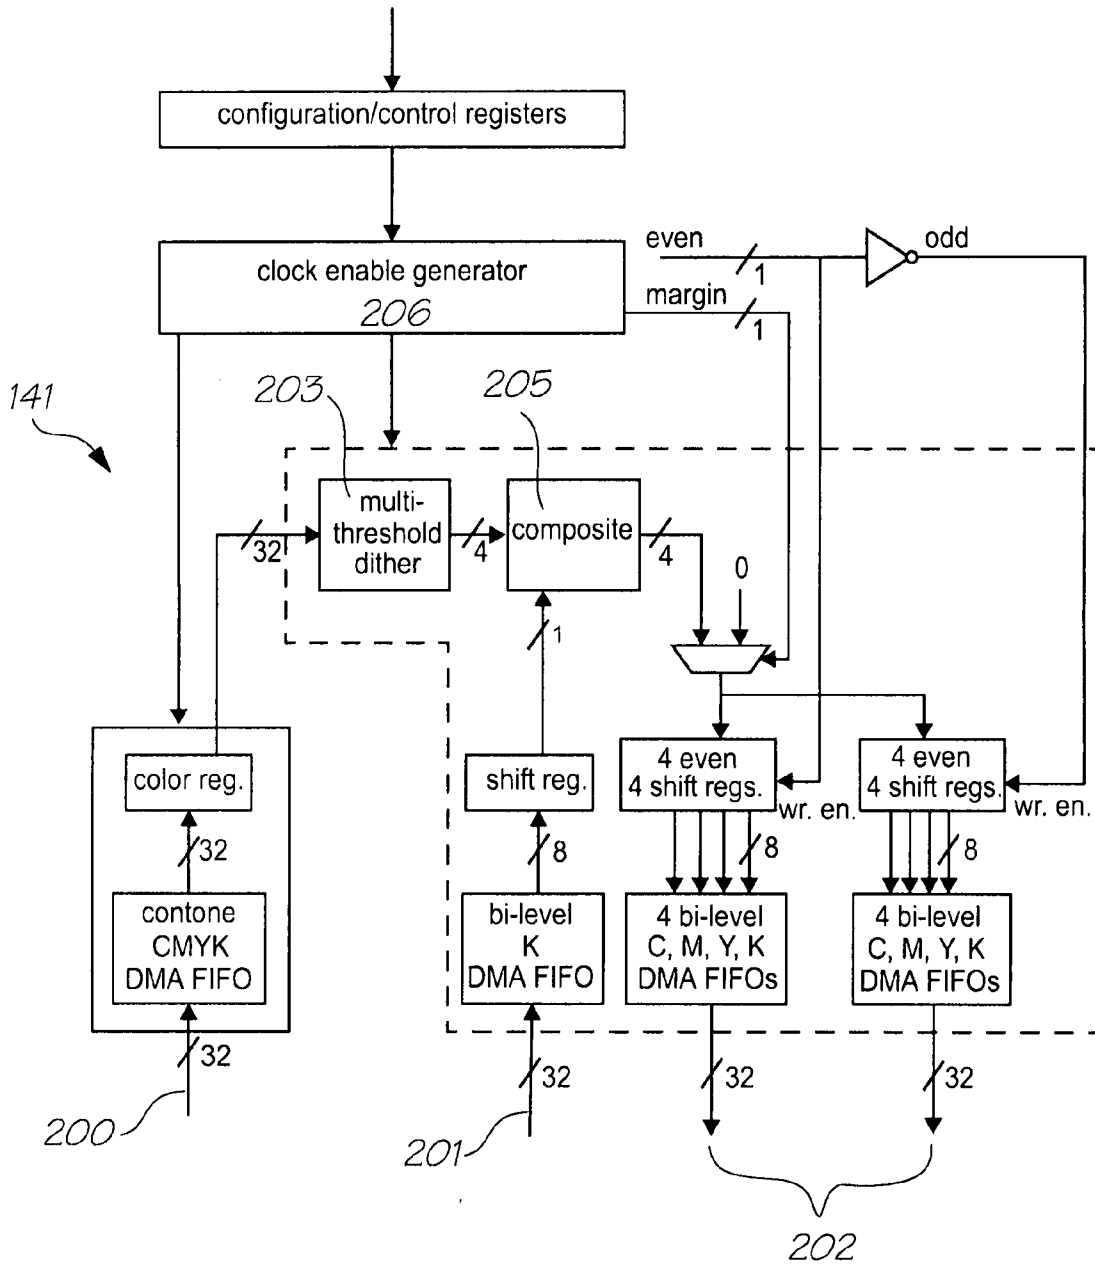 configuration/control registers
even
odd
clock enable generator
1
206
margin
1
203
205
141
multi-
threshold
dither
composite
32
4
4
0
1
color reg.
shift reg.
4 even
4 shift regs.
4 even
4 shift regs.
wr. en.
wr. en.
32
8
8
8
contone
CMYK
DMA FIFO
bi-level
K
DMA FIFO
4 bi-level
C, M, Y, K
DMA FIFOs
4 bi-level
C, M, Y, K
DMA FIFOs
32
32
32
32
200
201
202